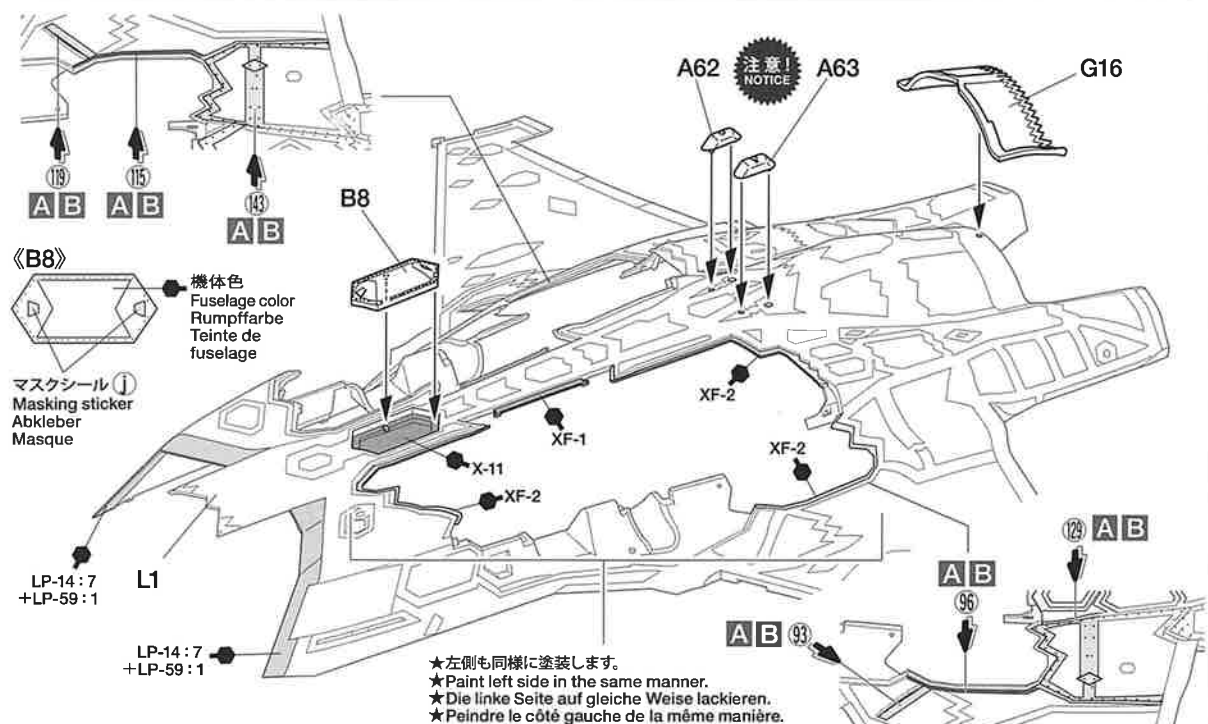 A62
注意!
NOTICE
A63
G16
119
115
143
A B
A B
A B
B8
《B8》
機体色
Fuselage color
Rumpffarbe
Teinte de
fuselage
マスクシール j
Masking sticker
Abkleber
Masque
XF-2
XF-1
X-11
XF-2
XF-2
LP-14:7
+LP-59:1
L1
LP-14:7
+LP-59:1
129 A B
A B
96
A B 93
★左側も同様に塗装します。
★Paint left side in the same manner.
★Die linke Seite auf gleiche Weise lackieren.
★Peindre le côté gauche de la même manière.